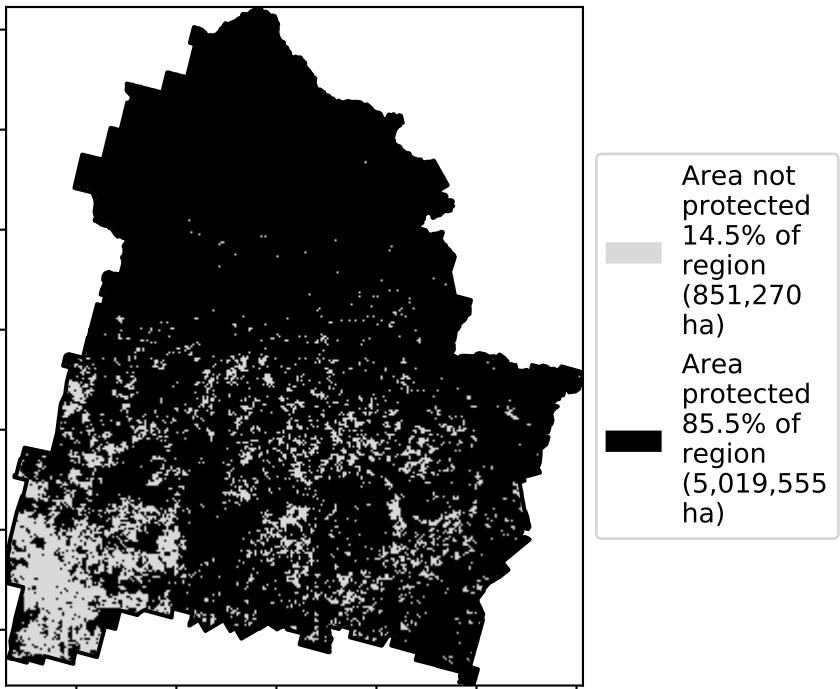 Area not
protected
14.5% of
region
(851,270
ha)
Area
protected
85.5% of
region
(5,019,555
ha)